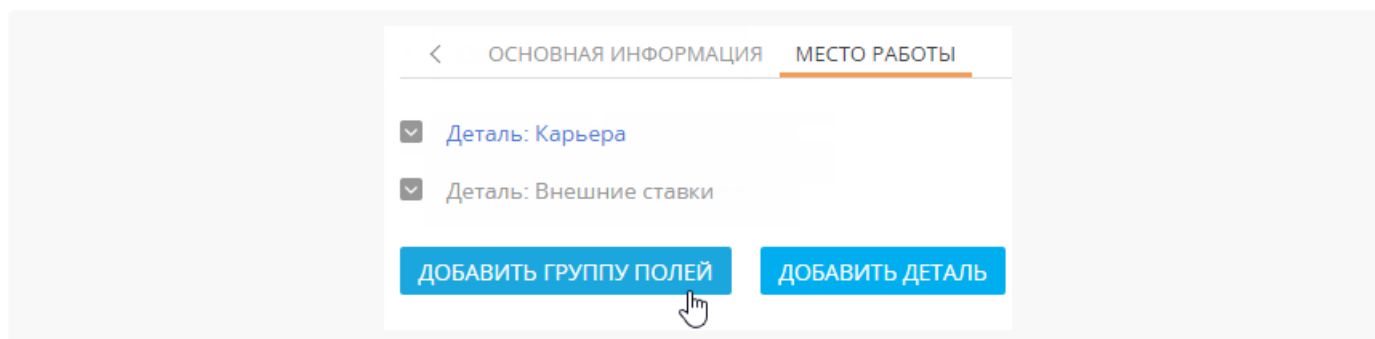 ОСНОВНАЯ ИНФОРМАЦИЯ МЕСТО РАБОТЫ
Деталь: Карьера
Деталь: Внешние ставки
ДОБАВИТЬ ГРУППУ ПОЛЕЙ ДОБАВИТЬ ДЕТАЛЬ